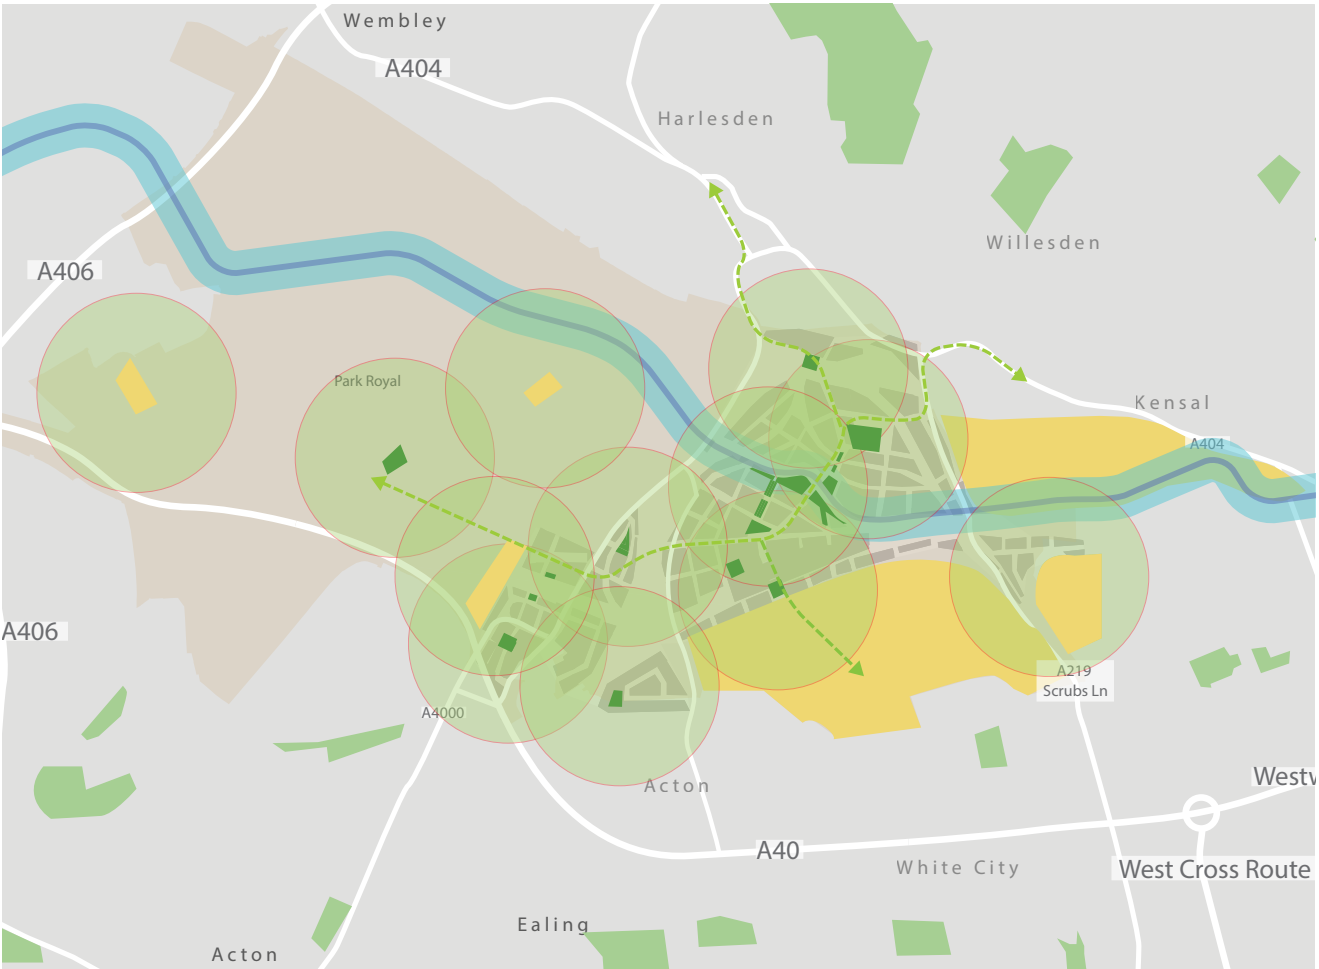 Wembley
A404
Harlesden
Willesden
A406
Park Royal
Kensal
A404
A406
A219
Scrubs Ln
A4000
Westw
Acton
A40
White City
West Cross Route
Ealing
Acton